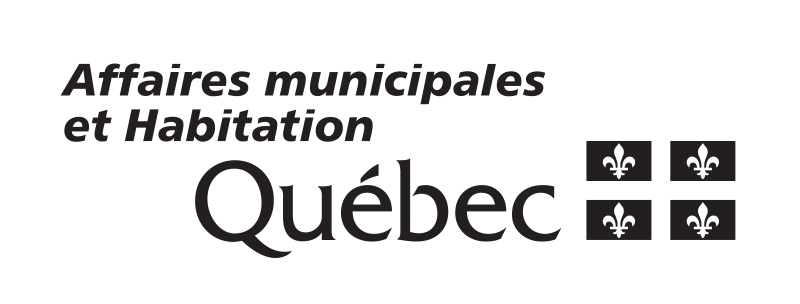 Affaires municipales
et Habitation
Québec